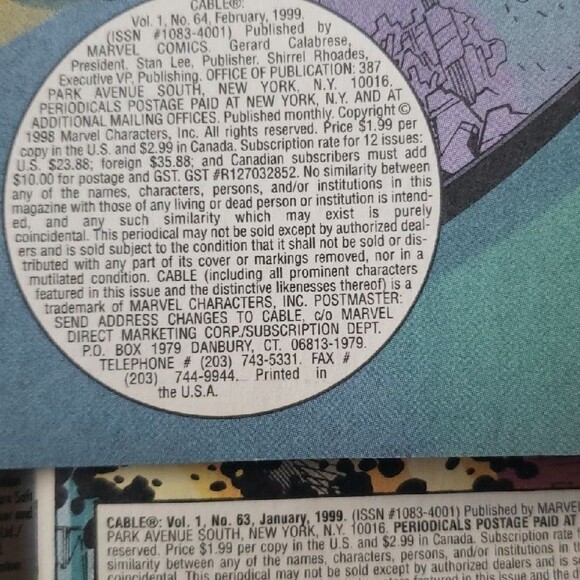 CABLE®:
Vol. 1, No. 64, February, 1999.
(ISSN #1083-4001) Published by
MARVEL COMICS. Gerard Calabrese,
President. Stan Lee, Publisher. Shirrel Rhoades,
Executive VP, Publishing. OFFICE OF PUBLICATION: 387
PARK AVENUE SOUTH, NEW YORK, N.Y. 10016.
PERIODICALS POSTAGE PAID AT NEW YORK, N.Y. AND AT
ADDITIONAL MAILING OFFICES. Published monthly. Copyright ©
1998 Marvel Characters, Inc. All rights reserved. Price $1.99 per
copy in the U.S. and $2.99 in Canada. Subscription rate for 12 issues:
U.S. $23.88; foreign $35.88; and Canadian subscribers must add
$10.00 for postage and GST. GST #R127032852. No similarity between
any of the names, characters, persons, and/or institutions in this
magazine with those of any living or dead person or institution is intend-
ed, and any such similarity which may exist is purely
coincidental. This periodical may not be sold except by authorized deal-
ers and is sold subject to the condition that it shall not be sold or dis-
tributed with any part of its cover or markings removed, nor in a
mutilated condition. CABLE (including all prominent characters
featured in this issue and the distinctive likenesses thereof) is a
trademark of MARVEL CHARACTERS, INC. POSTMASTER:
SEND ADDRESS CHANGES TO CABLE, c/o MARVEL
DIRECT MARKETING CORP./SUBSCRIPTION DEPT.
P.O. BOX 1979 DANBURY, CT. 06813-1979.
TELEPHONE # (203) 743-5331. FAX #
(203) 744-9944. Printed in
the U.S.A.
CABLE®: Vol. 1, No. 63, January, 1999. (ISSN #1083-4001) Published by MARVEL
PARK AVENUE SOUTH, NEW YORK, N.Y. 10016. PERIODICALS POSTAGE PAID AT
reserved. Price $1.99 per copy in the U.S. and $2.99 in Canada. Subscription rate
similarity between any of the names, characters, persons, and/or institutions in
coincidental. This periodical may not be sold except by authorized dealers and is